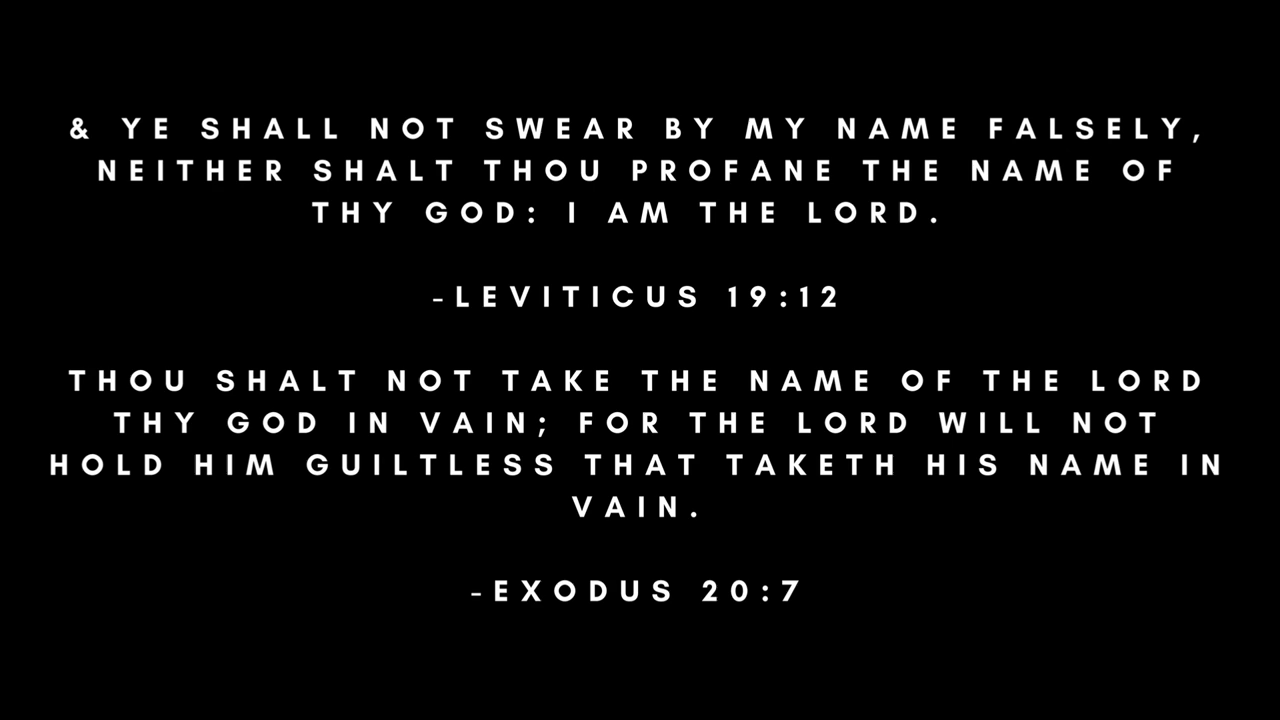 & YE SHALL NOT SWEAR BY MY NAME FALSELY,
NEITHER SHALT THOU PROFANE THE NAME OF
THY GOD: I AM THE LORD.
-LEVITICUS 19:12
THOU SHALT NOT TAKE THE NAME OF THE LORD
THY GOD IN VAIN; FOR THE LORD WILL NOT
HOLD HIM GUILTLESS THAT TAKETH HIS NAME IN
VAIN.
-EXODUS 20:7